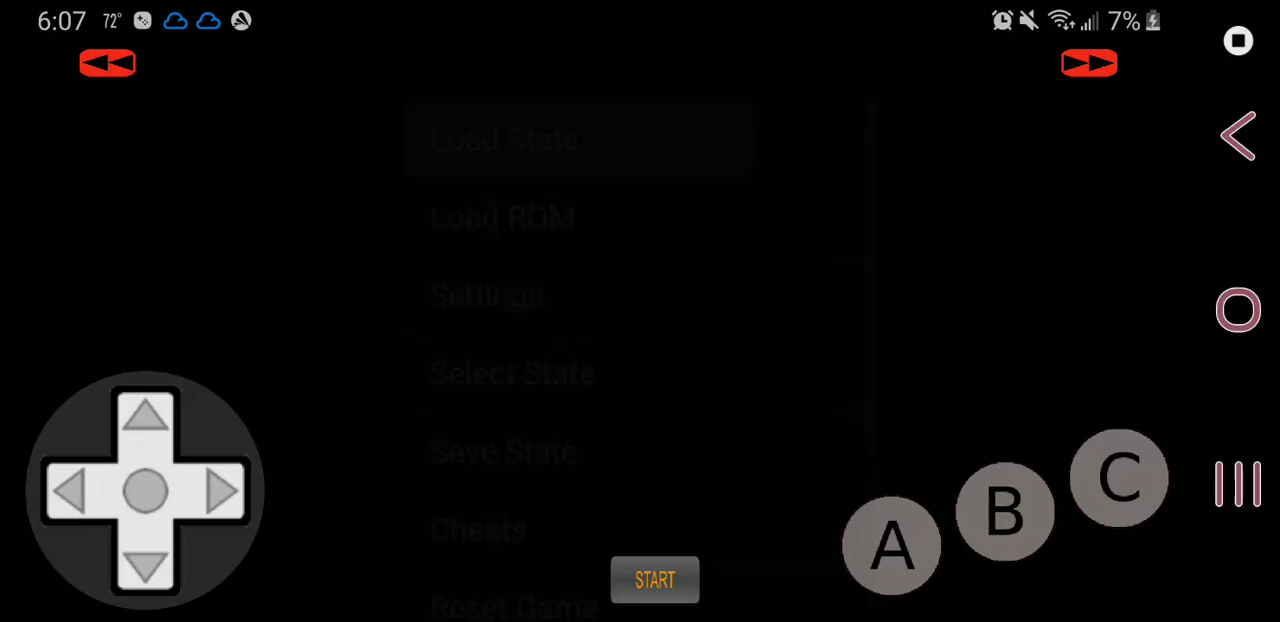 6:07 72° 7%
Load State
Load ROM
Settings
Select State
Save State
Cheats
Reset Game
START
A
B
C